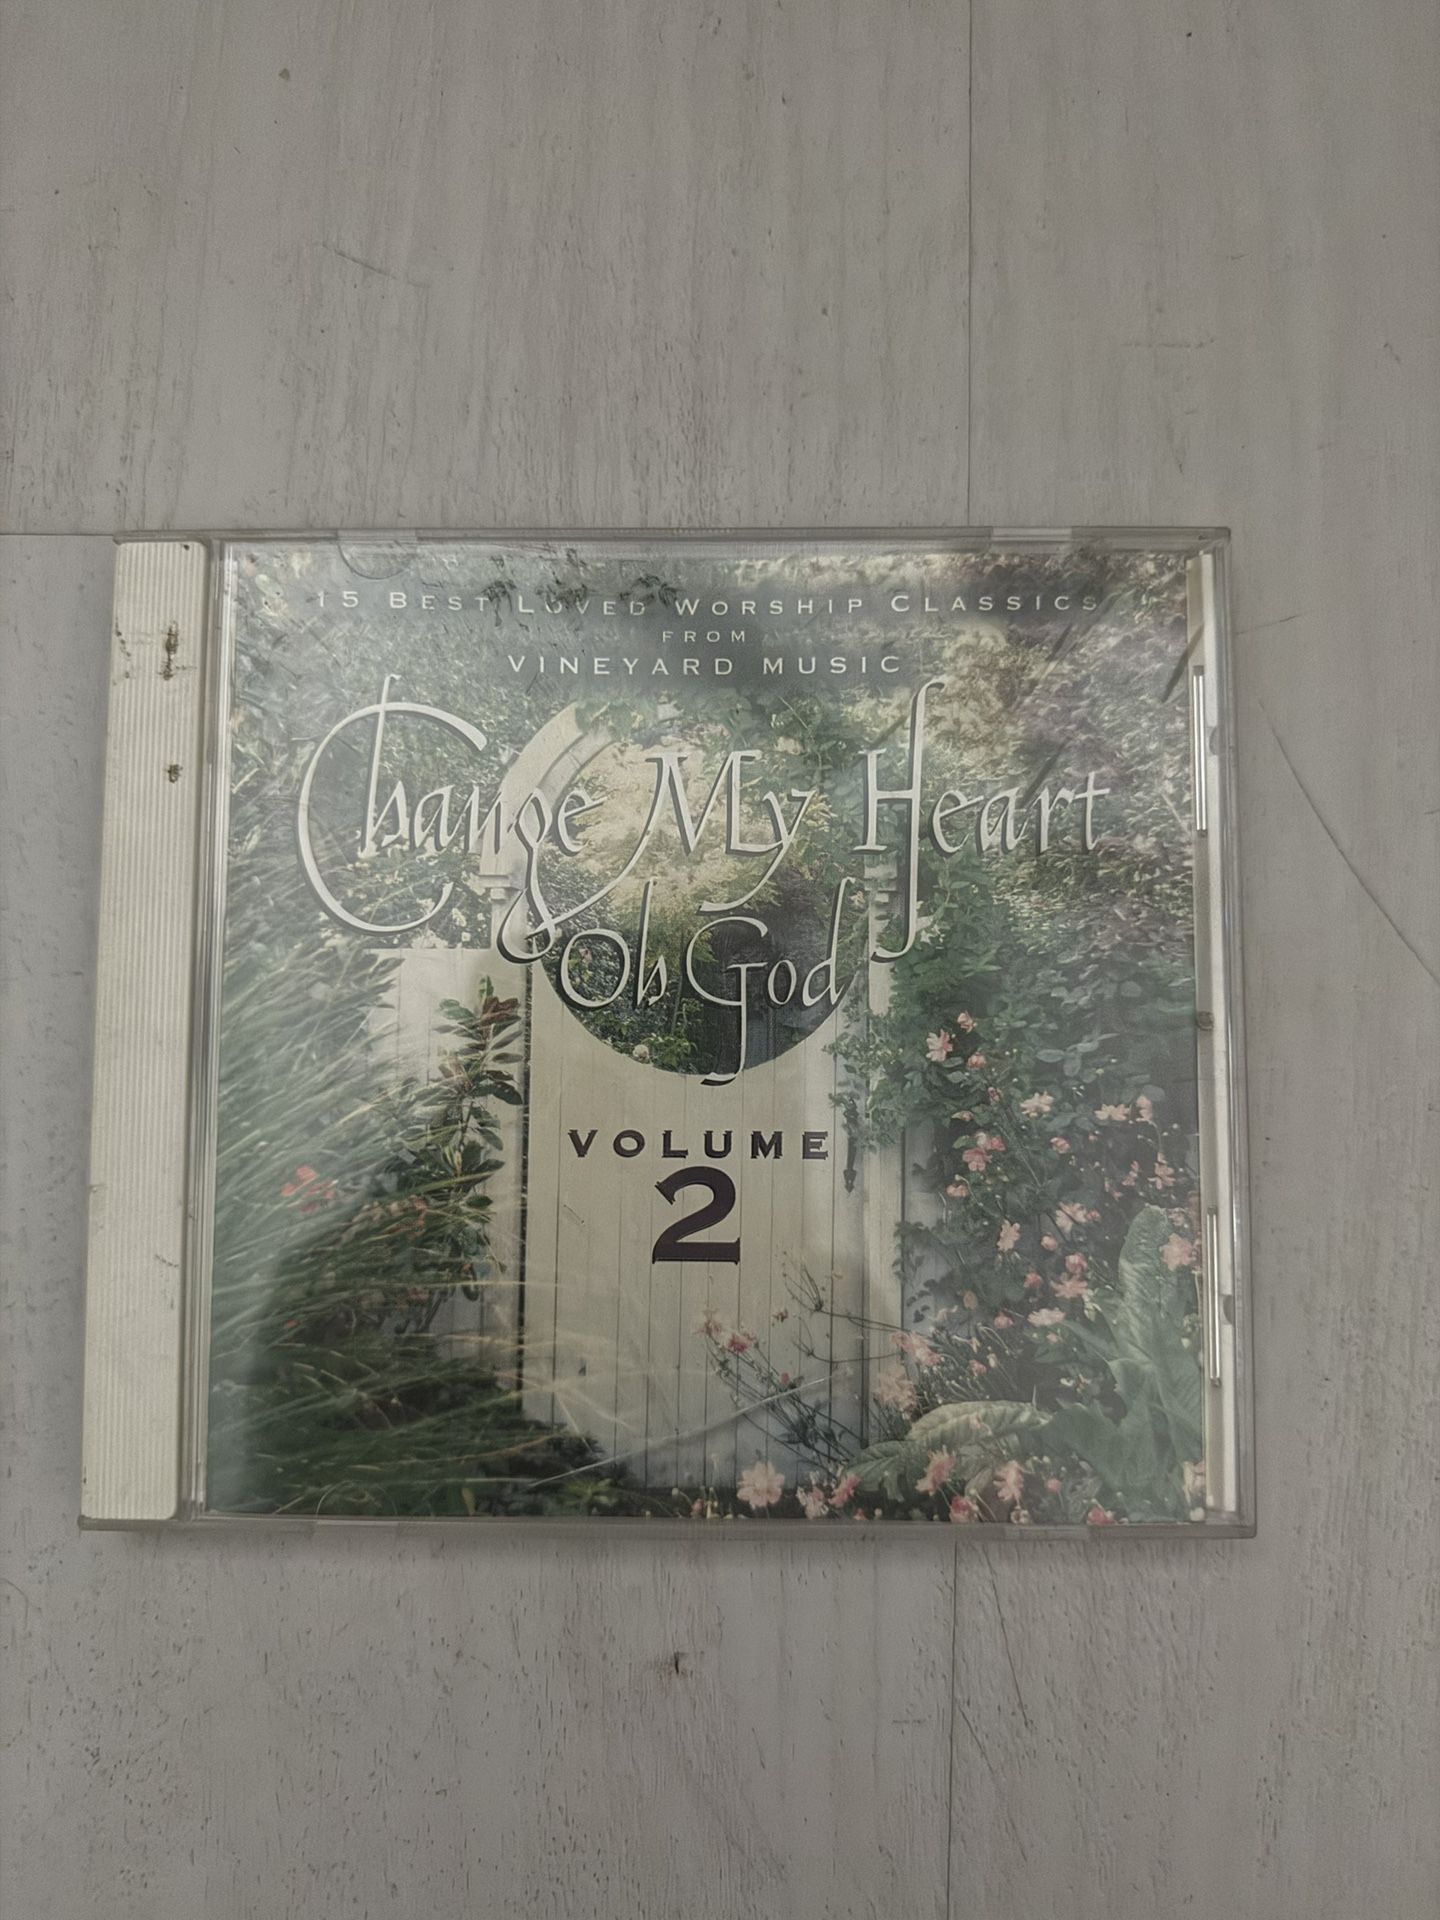 15 BEST LOVED WORSHIP CLASSICS
FROM
VINEYARD MUSIC
Change My Heart
Oh God
VOLUME
2